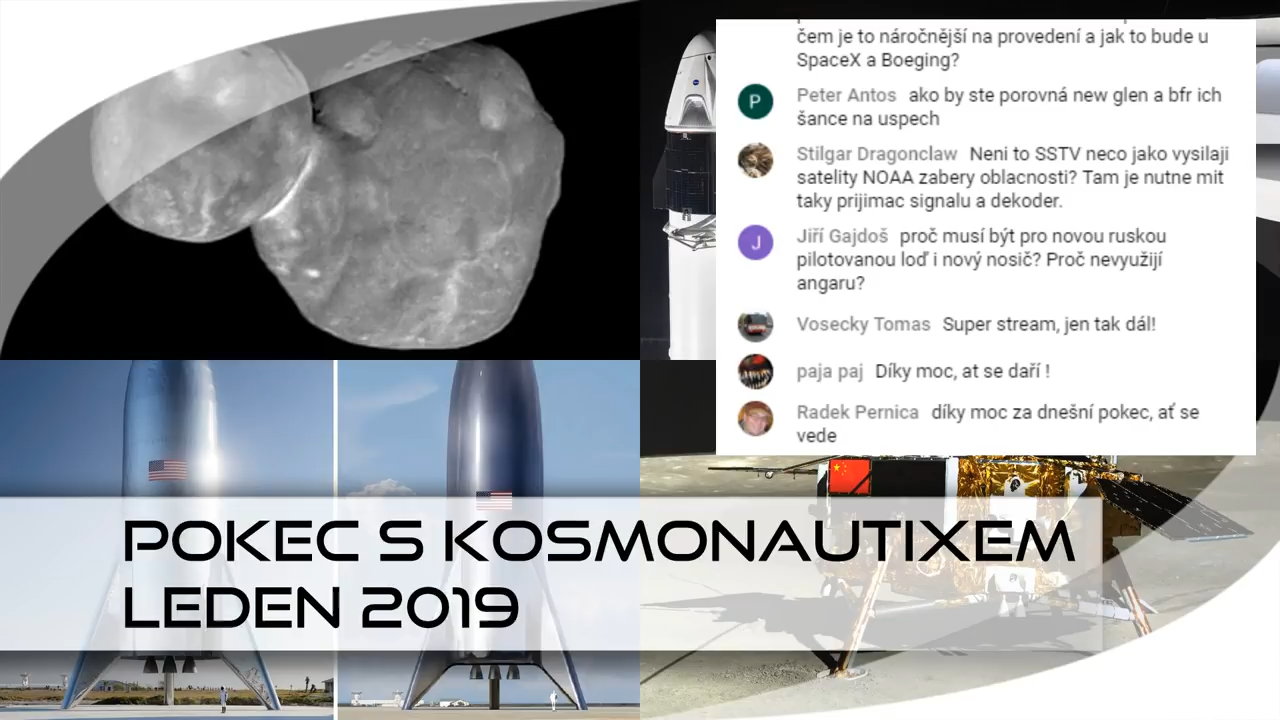 čem je to náročnější na provedení a jak to bude u
SpaceX a Boeging?
P
Peter Antos ako by ste porovná new glen a bfr ich
šance na uspech
Stilgar Dragonclaw Neni to SSTV neco jako vysilaji
satelity NOAA zabery oblacnosti? Tam je nutne mit
taky prijimac signalu a dekoder.
J
Jiří Gajdoš proč musí být pro novou ruskou
pilotovanou loď i nový nosič? Proč nevyužijí
angaru?
Vosecky Tomas Super stream, jen tak dál!
paja paj Díky moc, at se daří !
Radek Pernica díky moc za dnešní pokec, ať se
vede
POKEC S KOSMONAUTIXEM
LEDEN 2019